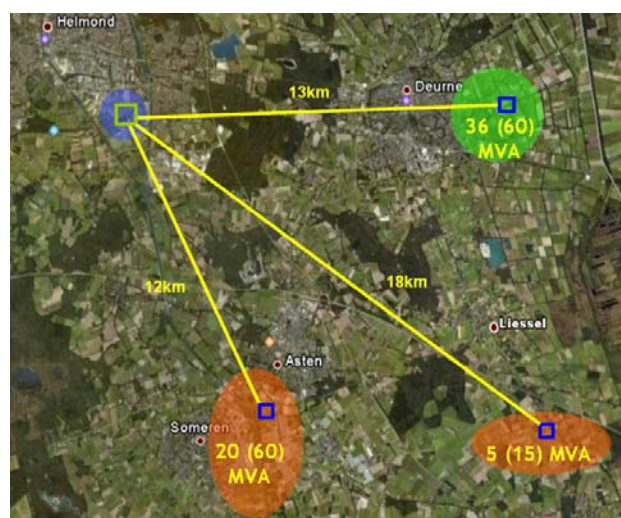 Helmond
13km
Deurne
36 (60)
MVA
12km
18km
Liessel
Asten
Someren
20 (60)
MVA
5 (15) MVA